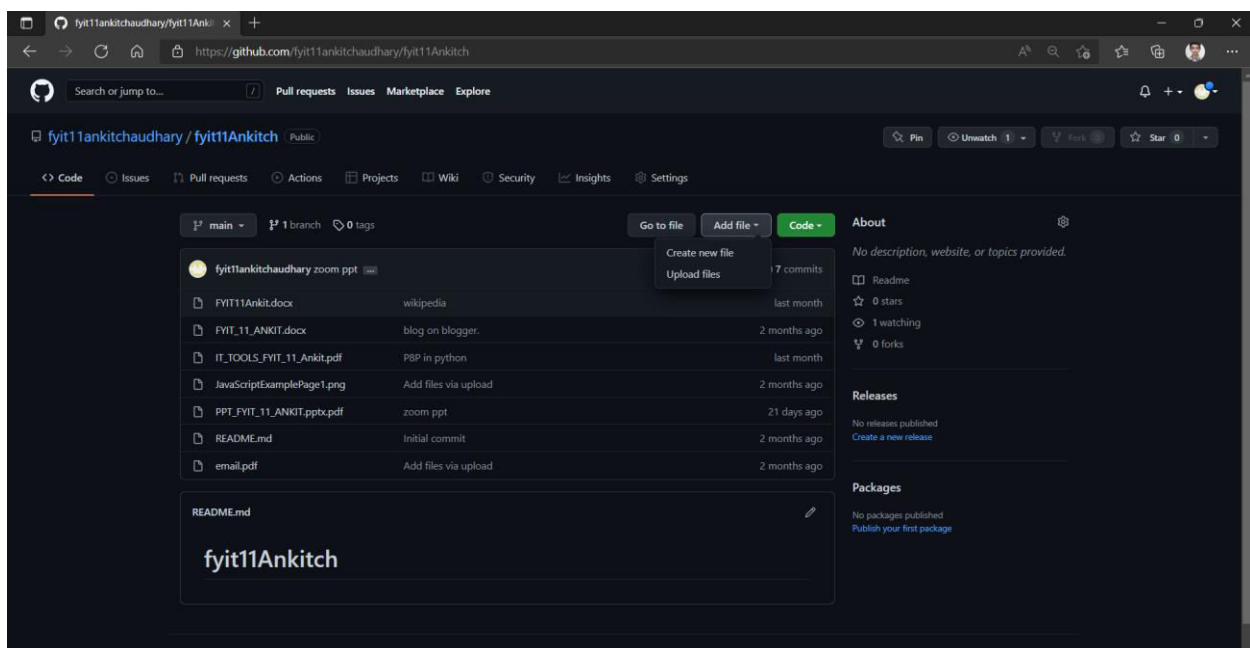 fyit11ankitchaudhary/fyit11Anki
https://github.com/fyit11ankitchaudhary/fyit11Ankitch
Search or jump to... / Pull requests Issues Marketplace Explore
fyit11ankitchaudhary / fyit11Ankitch Public Pin Unwatch 1 Fork Star 0
<> Code Issues Pull requests Actions Projects Wiki Security Insights Settings
main 1 branch 0 tags Go to file Add file Code
Create new file
Upload files
fyit11ankitchaudhary zoom ppt ... 7 commits
FYIT11Ankit.docx wikipedia last month
FYIT_11_ANKIT.docx blog on blogger. 2 months ago
IT_TOOLS_FYIT_11_Ankit.pdf P8P in python last month
JavaScriptExamplePage1.png Add files via upload 2 months ago
PPT_FYIT_11_ANKIT.pptx.pdf zoom ppt 21 days ago
README.md Initial commit 2 months ago
email.pdf Add files via upload 2 months ago
README.md
fyit11Ankitch
About
No description, website, or topics provided.
Readme
0 stars
1 watching
0 forks
Releases
No releases published
Create a new release
Packages
No packages published
Publish your first package